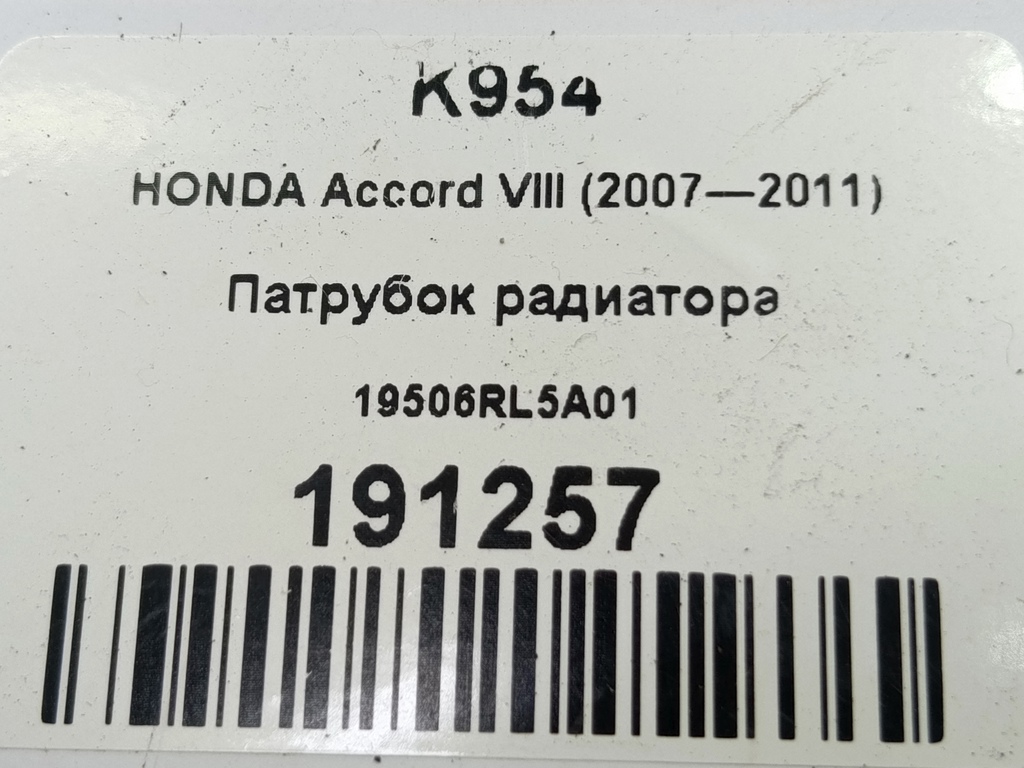 K954
HONDA Accord VIII (2007—2011)
Патрубок радиатора
19506RL5A01
191257